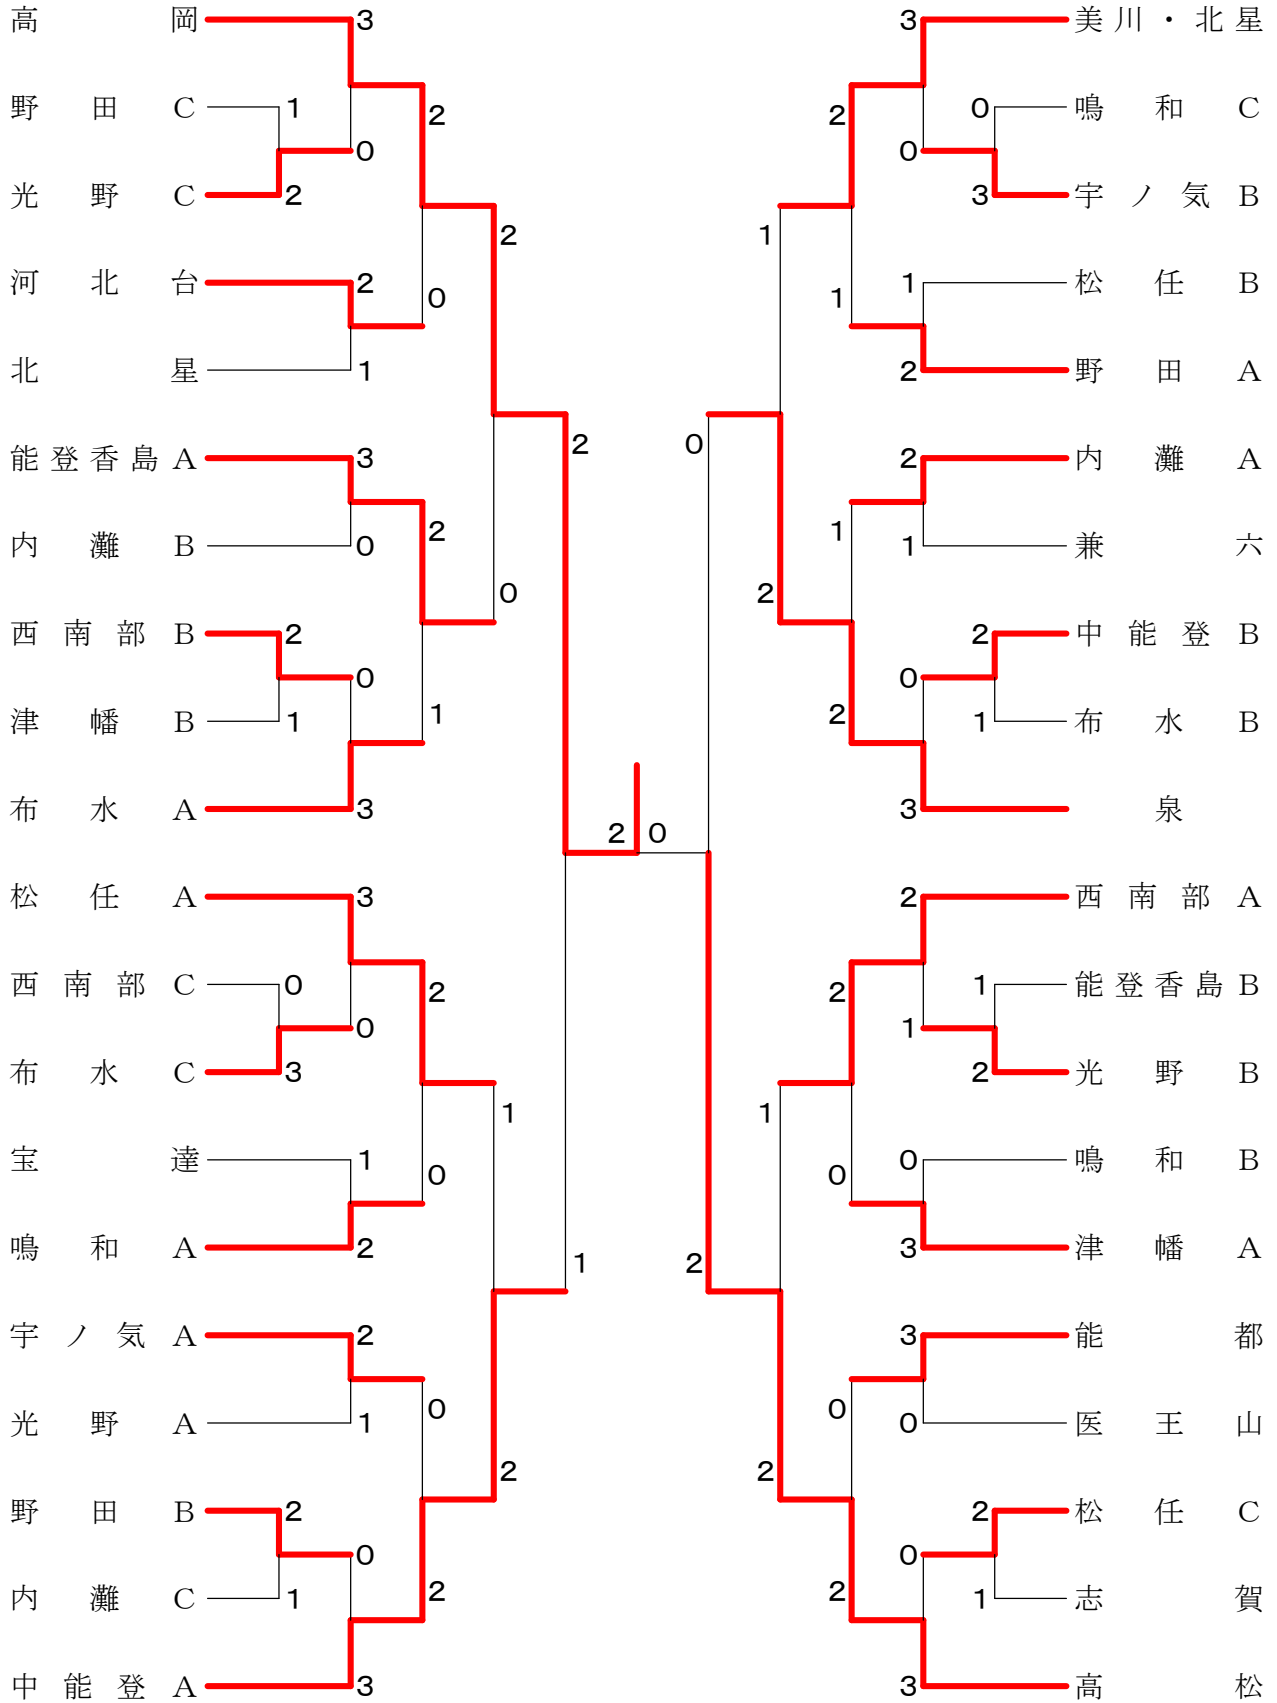 高岡 3 3 美川・北星
野田C 1 2 2 0 鳴和C
0 0
光野C 2 3 宇ノ気B
2 1
河北台 2 0 1 1 松任B
北星 1 2 野田A
2 0
能登香島A 3 2 内灘A
2 1
内灘B 0 1 兼六
0 2
西南部B 2 2 中能登B
0 0
津幡B 1 1 2 1 布水B
布水A 3 3 泉
2 0
松任A 3 2 西南部A
西南部C 0 2 2 1 能登香島B
0 1
布水C 3 2 光野B
1 1
宝達 1 0 0 0 鳴和B
鳴和A 2 3 津幡A
1 2
宇ノ気A 2 3 能都
0 0
光野A 1 0 医王山
2 2
野田B 2 2 松任C
0 0
内灘C 1 2 2 1 志賀
中能登A 3 3 高松